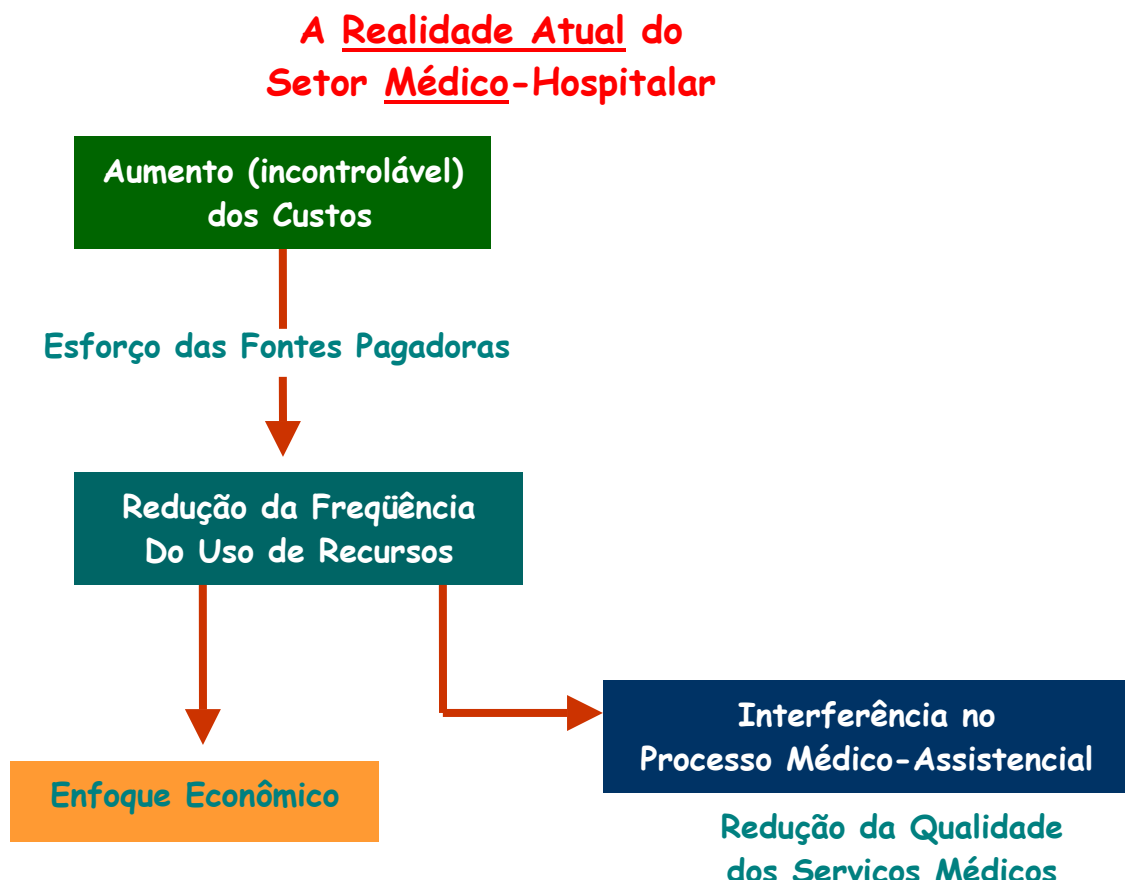 A Realidade Atual do
Setor Médico-Hospitalar
Aumento (incontrolável)
dos Custos
Esforço das Fontes Pagadoras
Redução da Freqüência
Do Uso de Recursos
Interferência no
Processo Médico-Assistencial
Enfoque Econômico
Redução da Qualidade
dos Serviços Médicos